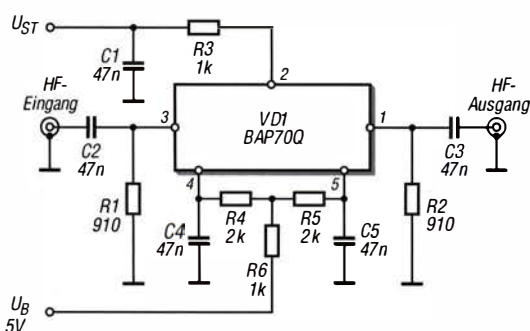 U_ST
C1
47n
R3
1k
2
HF-
Eingang
VD1
BAP70Q
HF-
Ausgang
3
1
C2
47n
C3
47n
4
5
R1
910
R4
2k
R5
2k
R2
910
C4
47n
C5
47n
R6
1k
U_B
5V